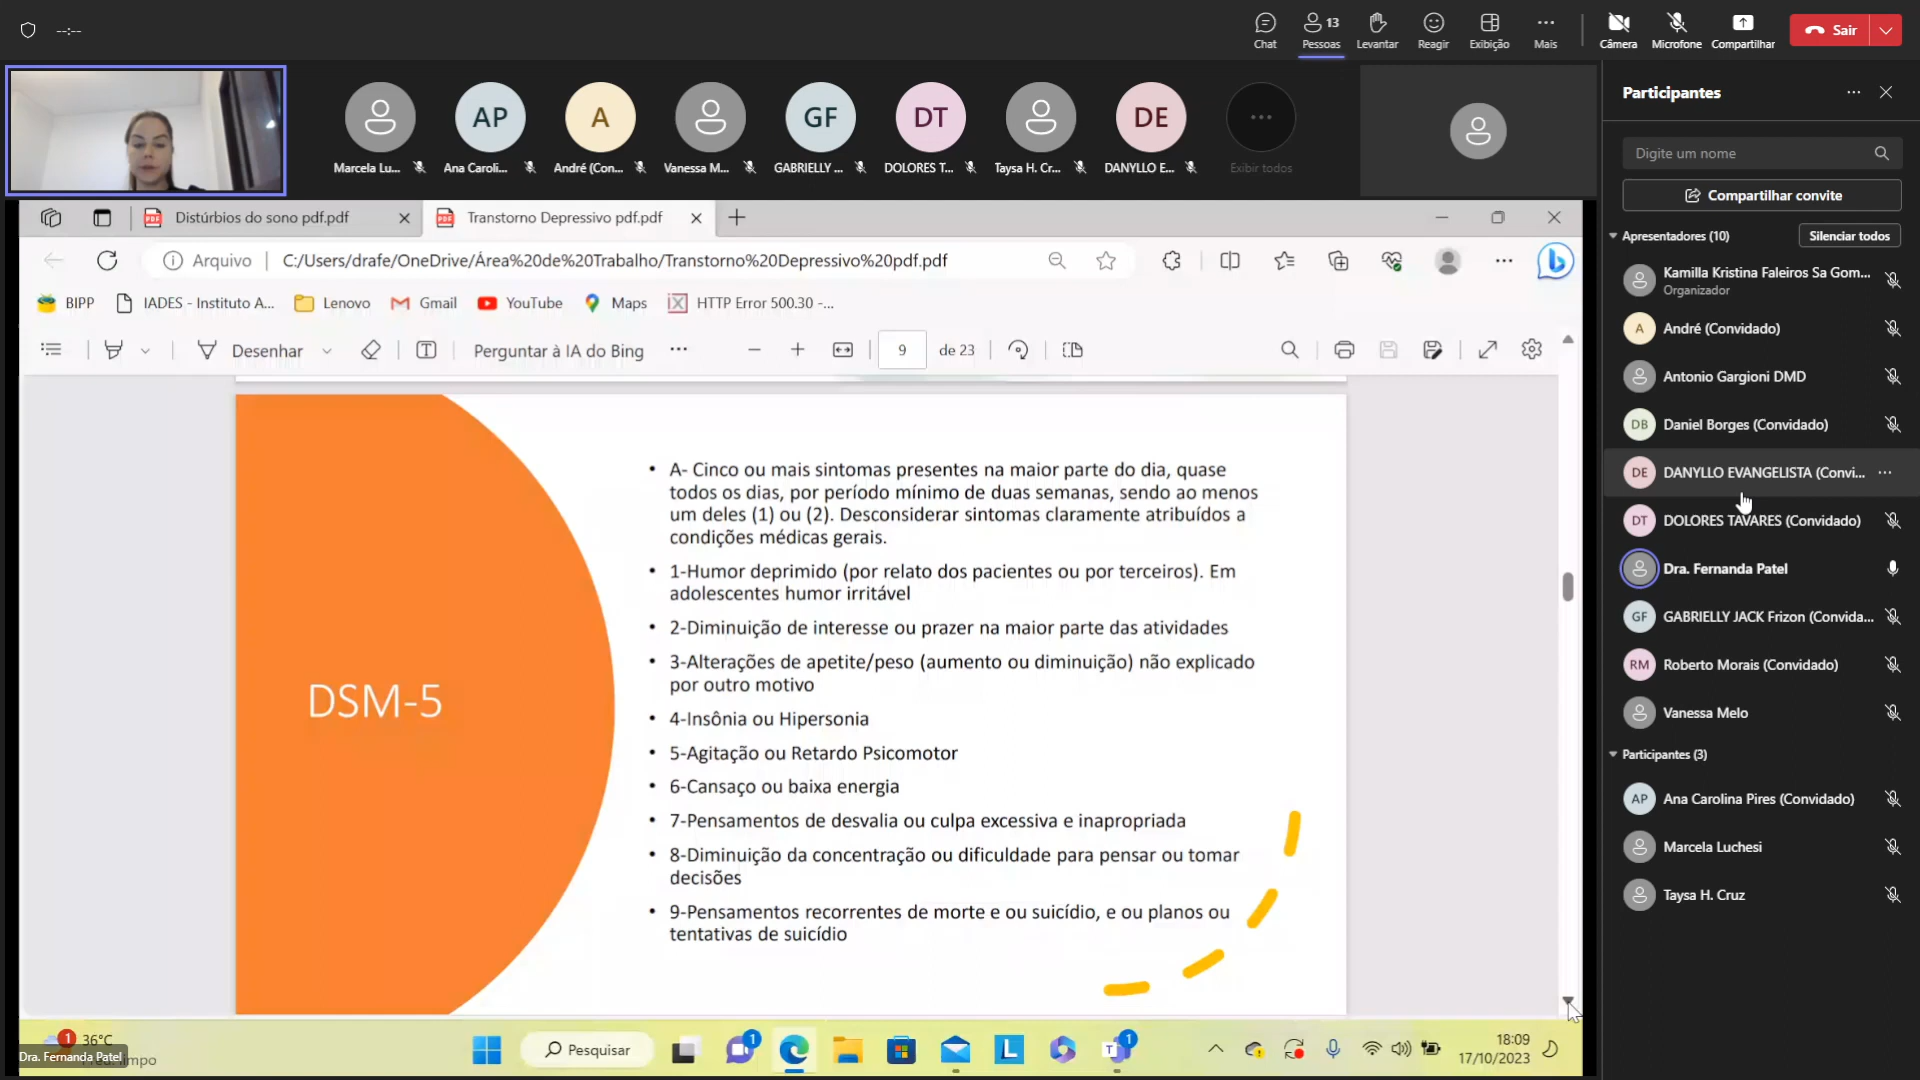 --:--
Chat
Pessoas
13
Levantar
Reagir
Exibição
Mais
Câmera
Microfone
Compartilhar
Sair
Marcela Lu...
AP
Ana Caroli...
A
André (Con...
Vanessa M...
GF
GABRIELLY ...
DT
DOLORES T...
Taysa H. Cr...
DE
DANYLLO E...
Exibir todos
Distúrbios do sono pdf.pdf
Transtorno Depressivo pdf.pdf
Arquivo
C:/Users/drafe/OneDrive/Área%20de%20Trabalho/Transtorno%20Depressivo%20pdf.pdf
BIPP
IADES - Instituto A...
Lenovo
Gmail
YouTube
Maps
HTTP Error 500.30 -...
Desenhar
Perguntar à IA do Bing
9
de 23
DSM-5
• A- Cinco ou mais sintomas presentes na maior parte do dia, quase
todos os dias, por período mínimo de duas semanas, sendo ao menos
um deles (1) ou (2). Desconsiderar sintomas claramente atribuídos a
condições médicas gerais.
• 1-Humor deprimido (por relato dos pacientes ou por terceiros). Em
adolescentes humor irritável
• 2-Diminuição de interesse ou prazer na maior parte das atividades
• 3-Alterações de apetite/peso (aumento ou diminuição) não explicado
por outro motivo
• 4-Insônia ou Hipersonia
• 5-Agitação ou Retardo Psicomotor
• 6-Cansaço ou baixa energia
• 7-Pensamentos de desvalia ou culpa excessiva e inapropriada
• 8-Diminuição da concentração ou dificuldade para pensar ou tomar
decisões
• 9-Pensamentos recorrentes de morte e ou suicídio, e ou planos ou
tentativas de suicídio
1
36°C
Dra. Fernanda Patel
Pesquisar
1
L
T
1
18:09
17/10/2023
Participantes
Digite um nome
Compartilhar convite
Apresentadores (10)
Silenciar todos
Kamilla Kristina Faleiros Sa Gom...
Organizador
A
André (Convidado)
Antonio Gargioni DMD
DB
Daniel Borges (Convidado)
DE
DANYLLO EVANGELISTA (Convi...
DT
DOLORES TAVARES (Convidado)
Dra. Fernanda Patel
GF
GABRIELLY JACK Frizon (Convida...
RM
Roberto Morais (Convidado)
Vanessa Melo
Participantes (3)
AP
Ana Carolina Pires (Convidado)
Marcela Luchesi
Taysa H. Cruz